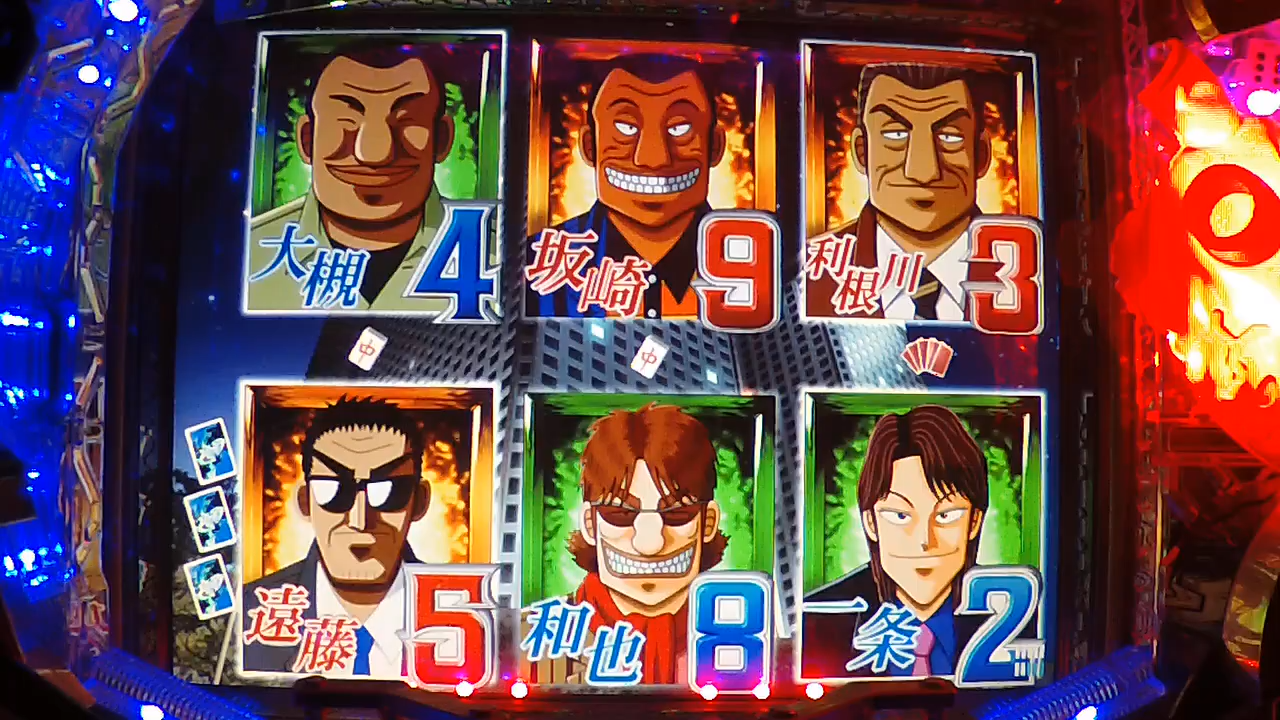 大槻 4
坂崎 9
利根川 3
中
中
遠藤 5
和也 8
一条 2